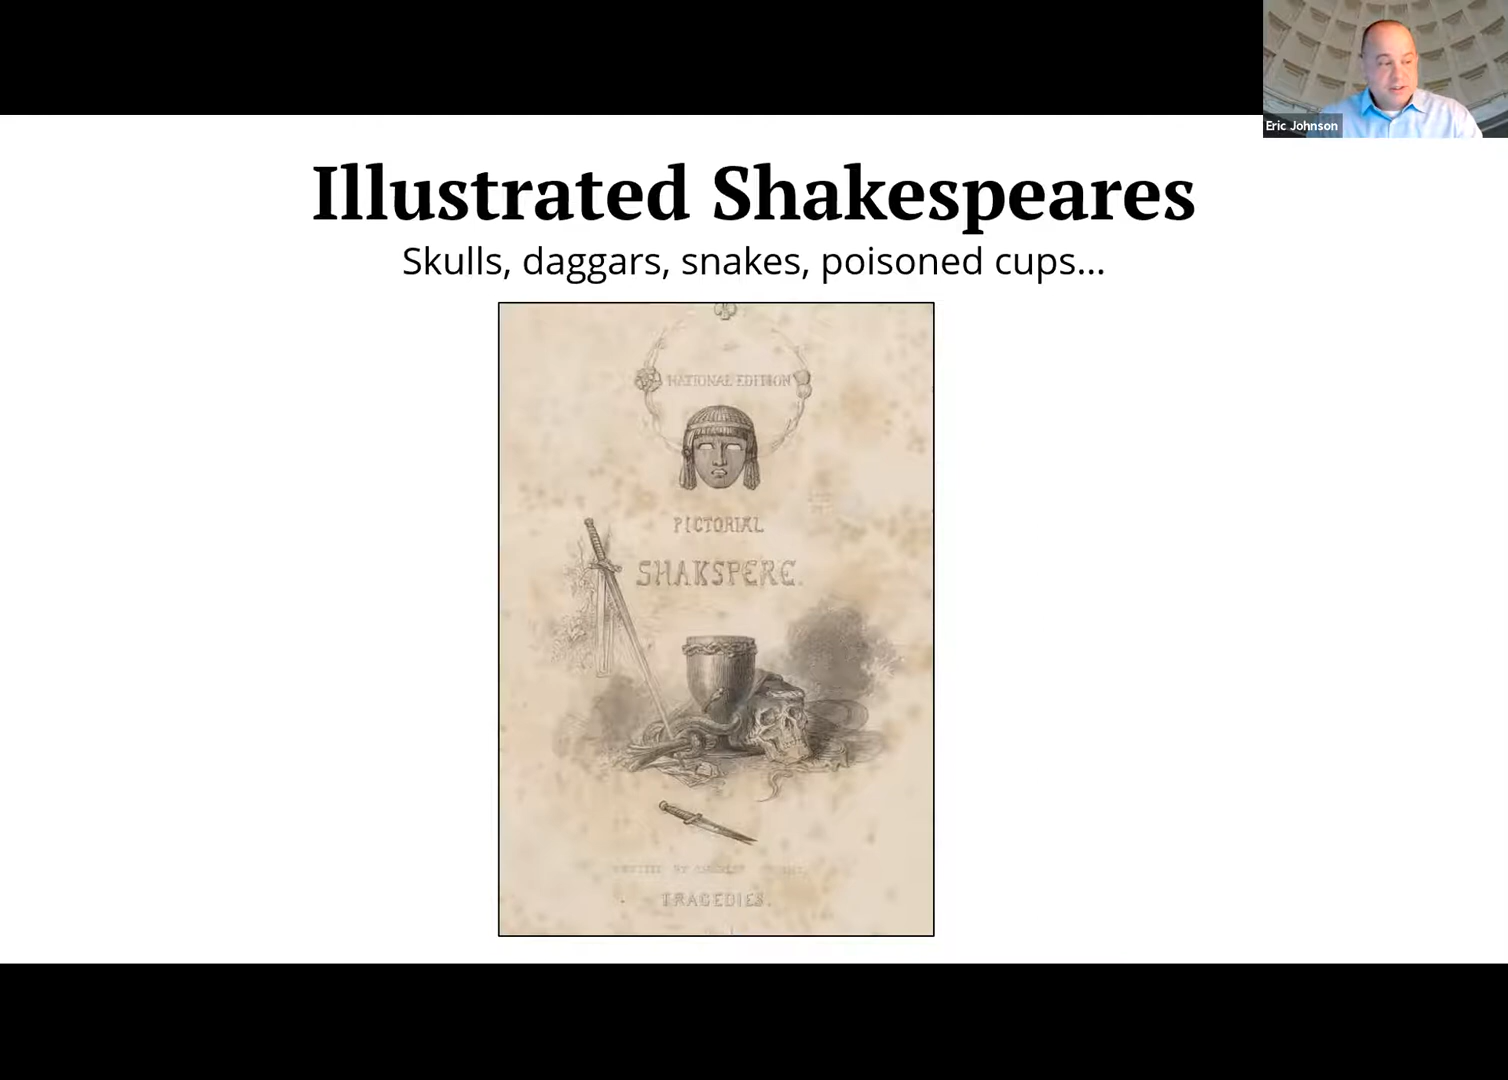 Eric Johnson
Illustrated Shakespeares
Skulls, daggars, snakes, poisoned cups...
NATIONAL EDITION
PICTORIAL
SHAKSPERE.
TRAGEDIES.